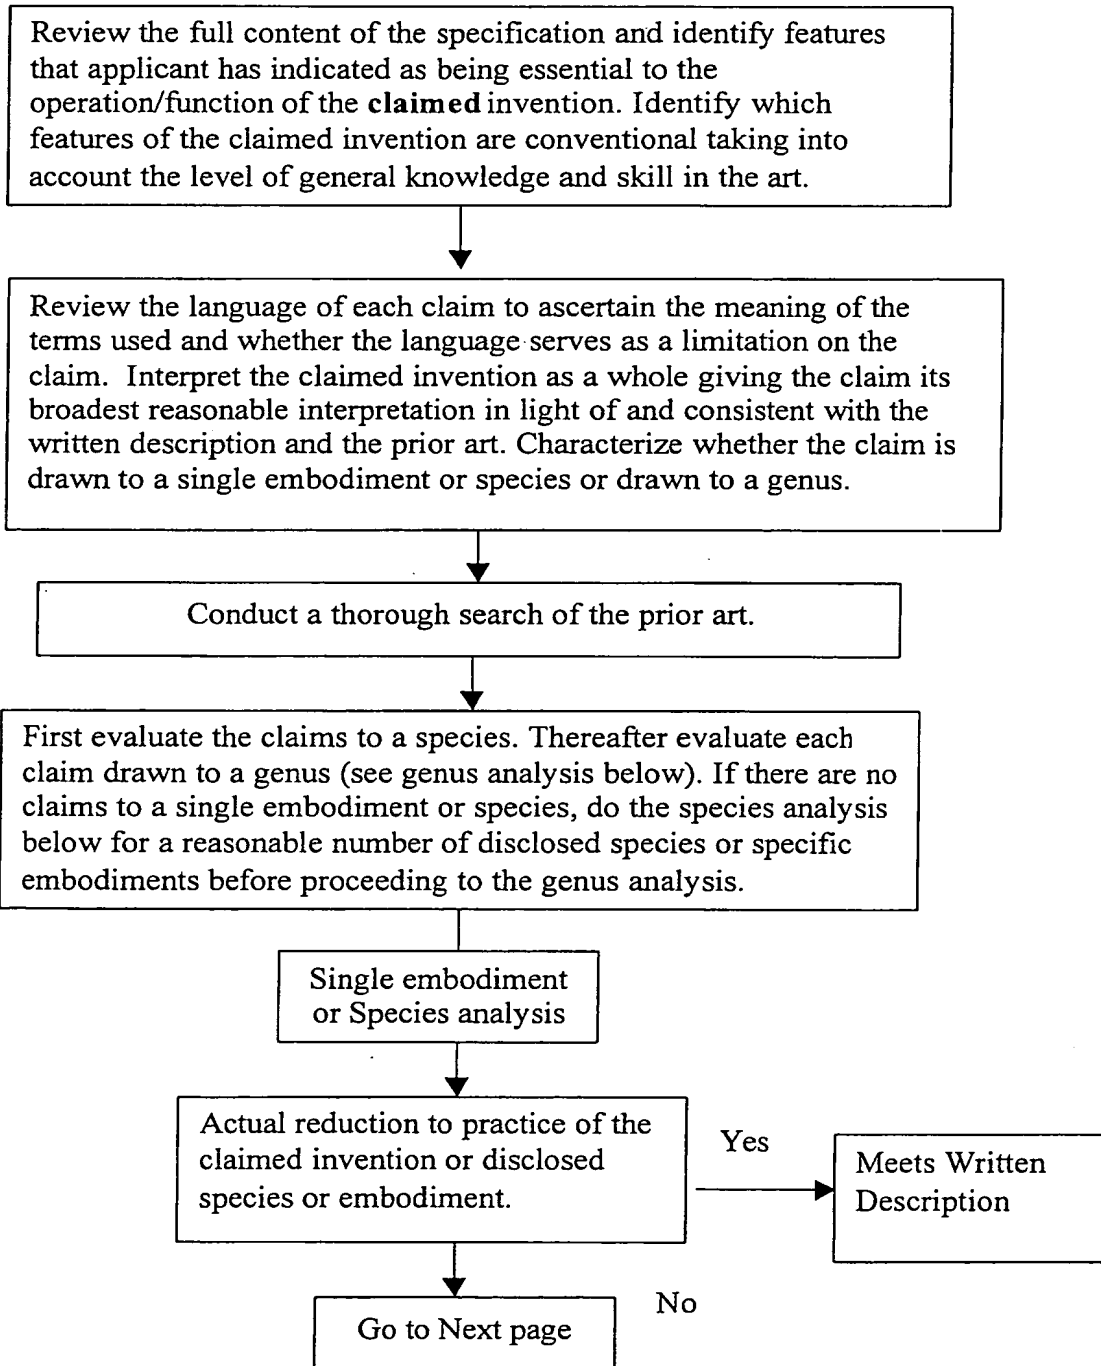 Review the full content of the specification and identify features
that applicant has indicated as being essential to the
operation/function of the claimed invention. Identify which
features of the claimed invention are conventional taking into
account the level of general knowledge and skill in the art.
Review the language of each claim to ascertain the meaning of the
terms used and whether the language serves as a limitation on the
claim. Interpret the claimed invention as a whole giving the claim its
broadest reasonable interpretation in light of and consistent with the
written description and the prior art. Characterize whether the claim is
drawn to a single embodiment or species or drawn to a genus.
Conduct a thorough search of the prior art.
First evaluate the claims to a species. Thereafter evaluate each
claim drawn to a genus (see genus analysis below). If there are no
claims to a single embodiment or species, do the species analysis
below for a reasonable number of disclosed species or specific
embodiments before proceeding to the genus analysis.
Single embodiment
or Species analysis
Actual reduction to practice of the
claimed invention or disclosed
species or embodiment.
Yes
Meets Written
Description
No
Go to Next page